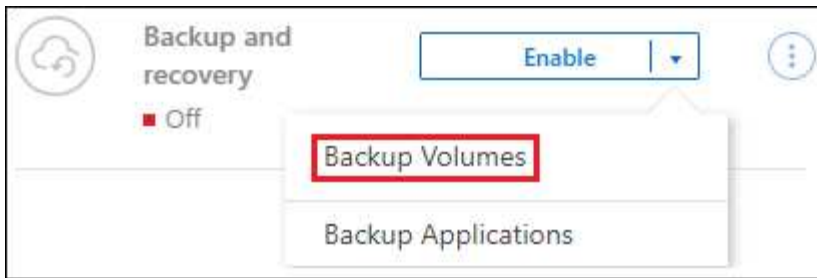 Backup and
recovery
Enable
Off
Backup Volumes
Backup Applications